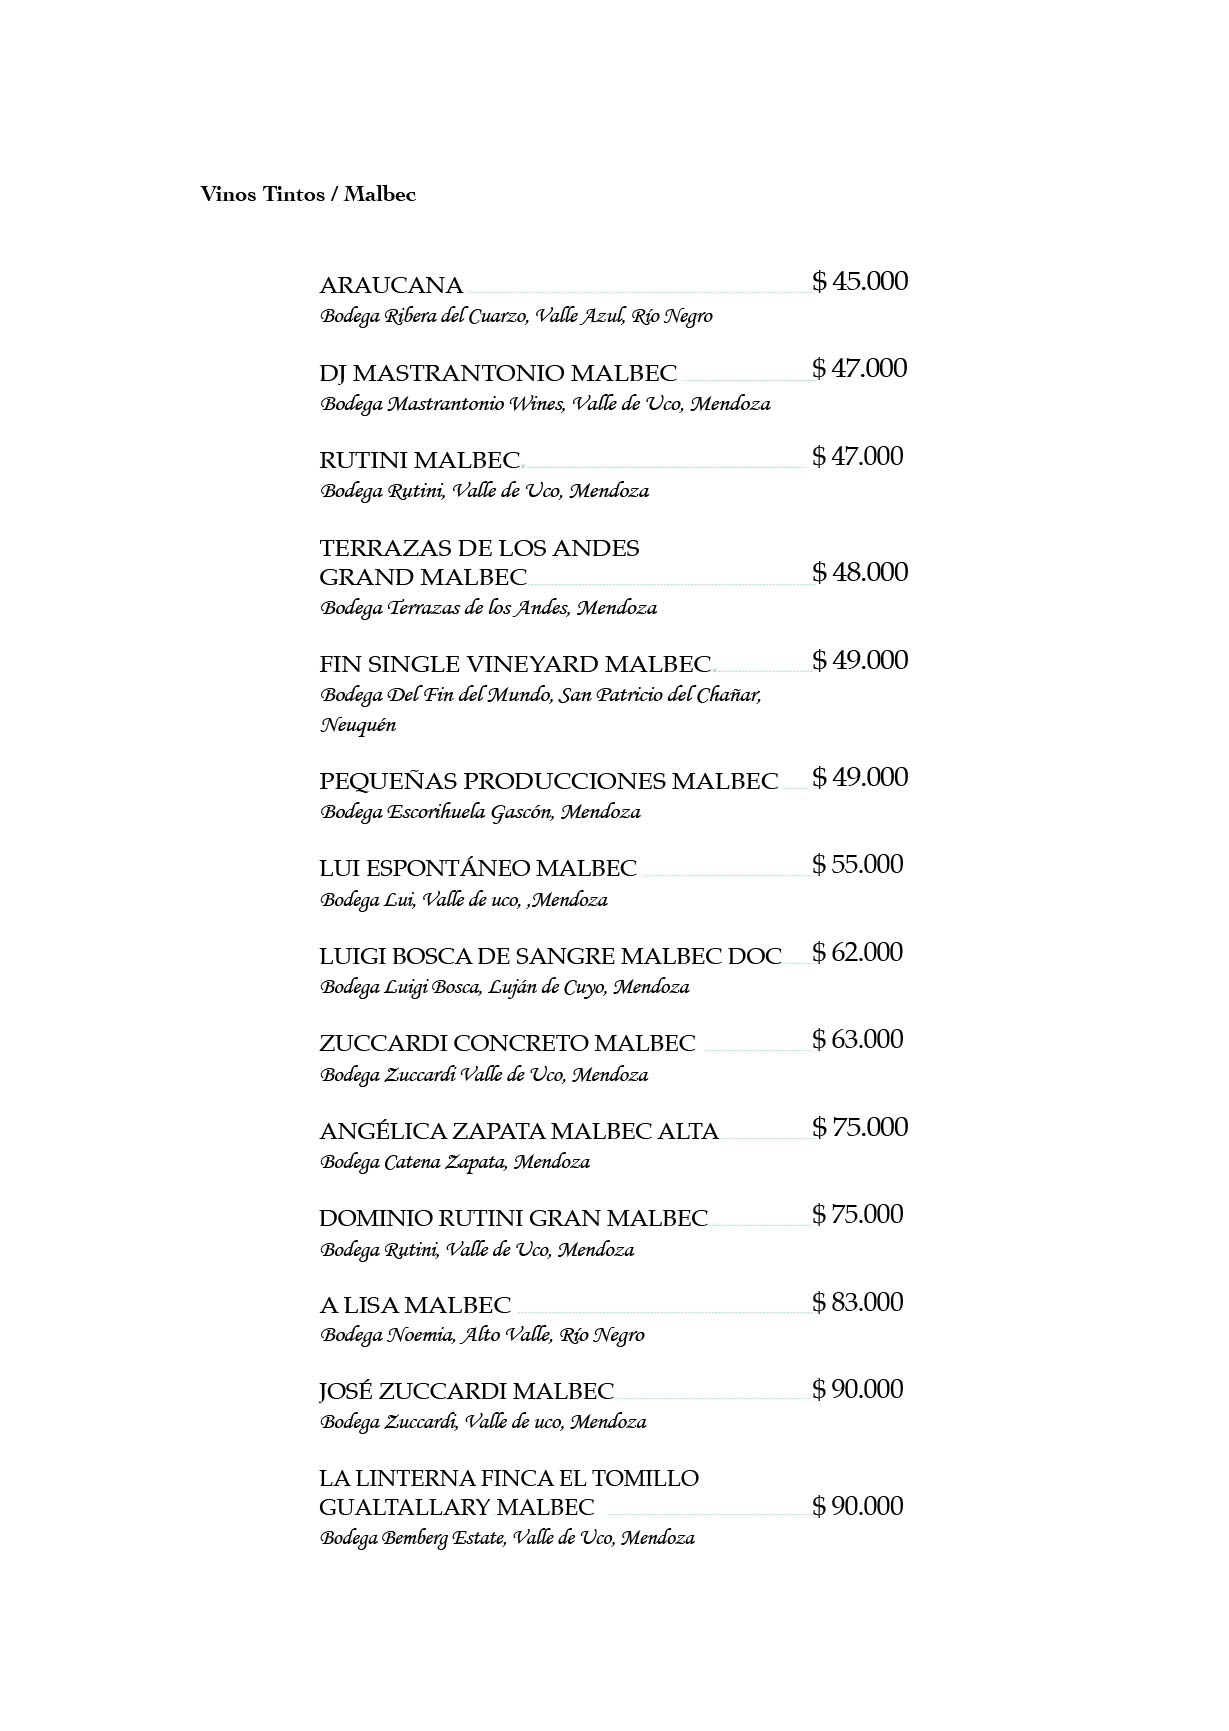 Vinos Tintos / Malbec
ARAUCANA $ 45.000
Bodega Ribera del Cuarzo, Valle Azul, Río Negro
DJ MASTRANTONIO MALBEC $ 47.000
Bodega Mastrantonio Wines, Valle de Uco, Mendoza
RUTINI MALBEC $ 47.000
Bodega Rutini, Valle de Uco, Mendoza
TERRAZAS DE LOS ANDES
GRAND MALBEC $ 48.000
Bodega Terrazas de los Andes, Mendoza
FIN SINGLE VINEYARD MALBEC $ 49.000
Bodega Del Fin del Mundo, San Patricio del Chañar,
Neuquén
PEQUEÑAS PRODUCCIONES MALBEC $ 49.000
Bodega Escorihuela Gascón, Mendoza
LUI ESPONTÁNEO MALBEC $ 55.000
Bodega Lui, Valle de uco, ,Mendoza
LUIGI BOSCA DE SANGRE MALBEC DOC $ 62.000
Bodega Luigi Bosca, Luján de Cuyo, Mendoza
ZUCCARDI CONCRETO MALBEC $ 63.000
Bodega Zuccardi Valle de Uco, Mendoza
ANGÉLICA ZAPATA MALBEC ALTA $ 75.000
Bodega Catena Zapata, Mendoza
DOMINIO RUTINI GRAN MALBEC $ 75.000
Bodega Rutini, Valle de Uco, Mendoza
A LISA MALBEC $ 83.000
Bodega Noemia, Alto Valle, Río Negro
JOSÉ ZUCCARDI MALBEC $ 90.000
Bodega Zuccardi, Valle de uco, Mendoza
LA LINTERNA FINCA EL TOMILLO
GUALTALLARY MALBEC $ 90.000
Bodega Bemberg Estate, Valle de Uco, Mendoza